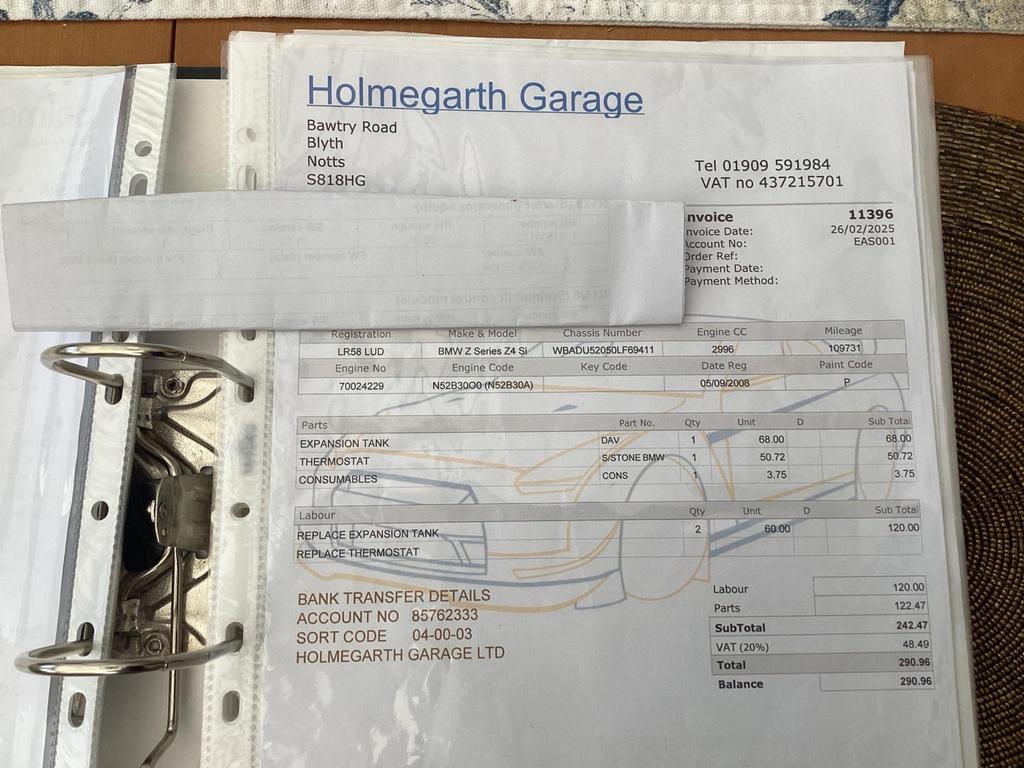 Holmegarth Garage
Bawtry Road
Blyth
Notts
S818HG
Tel 01909 591984
VAT no 437215701
nvoice 11396
nvoice Date: 26/02/2025
Account No: EAS001
Order Ref:
Payment Date:
Payment Method:
Registration Make & Model Chassis Number Engine CC Mileage
LR58 LUD BMW Z Series Z4 Si WBADU52050LF69411 2996 109731
Engine No Engine Code Key Code Date Reg Paint Code
70024229 N52B30O0 (N52B30A) 05/09/2008 P
Parts Part No. Qty Unit D Sub Total
EXPANSION TANK DAV 1 68.00 68.00
THERMOSTAT S/STONE BMW 1 50.72 50.72
CONSUMABLES CONS 1 3.75 3.75
Labour Qty Unit D Sub Total
REPLACE EXPANSION TANK 2 60.00 120.00
REPLACE THERMOSTAT
BANK TRANSFER DETAILS
ACCOUNT NO 85762333
SORT CODE 04-00-03
HOLMEGARTH GARAGE LTD
Labour 120.00
Parts 122.47
SubTotal 242.47
VAT (20%) 48.49
Total 290.96
Balance 290.96